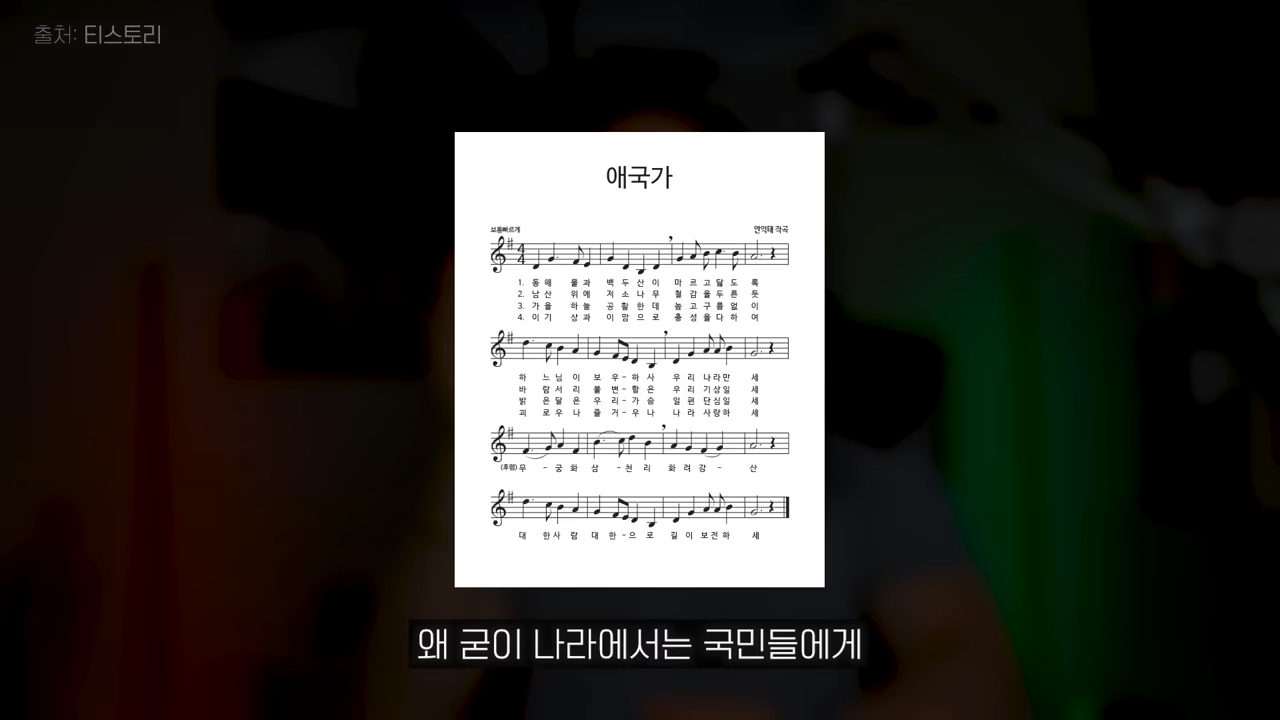 출처: 티스토리
애국가
보통빠르게
안익태 작곡
1. 동해 물과 백두산이 마르고닳도록
2. 남산 위에 저소나무 철갑을두른듯
3. 가을 하늘 공활한데 높고구름없이
4. 이기 상과 이맘으로 충성을다하여
하 느님이 보우-하사 우리나라만 세
바 람서리 불변-함은 우리기상일 세
밝 은달은 우리-가슴 일편단심일 세
괴 로우나 즐거-우나 나라사랑하 세
(후렴)무 -궁화 삼 -천리 화려강- 산
대 한사람 대한-으로 길이보전하 세
왜 굳이 나라에서는 국민들에게